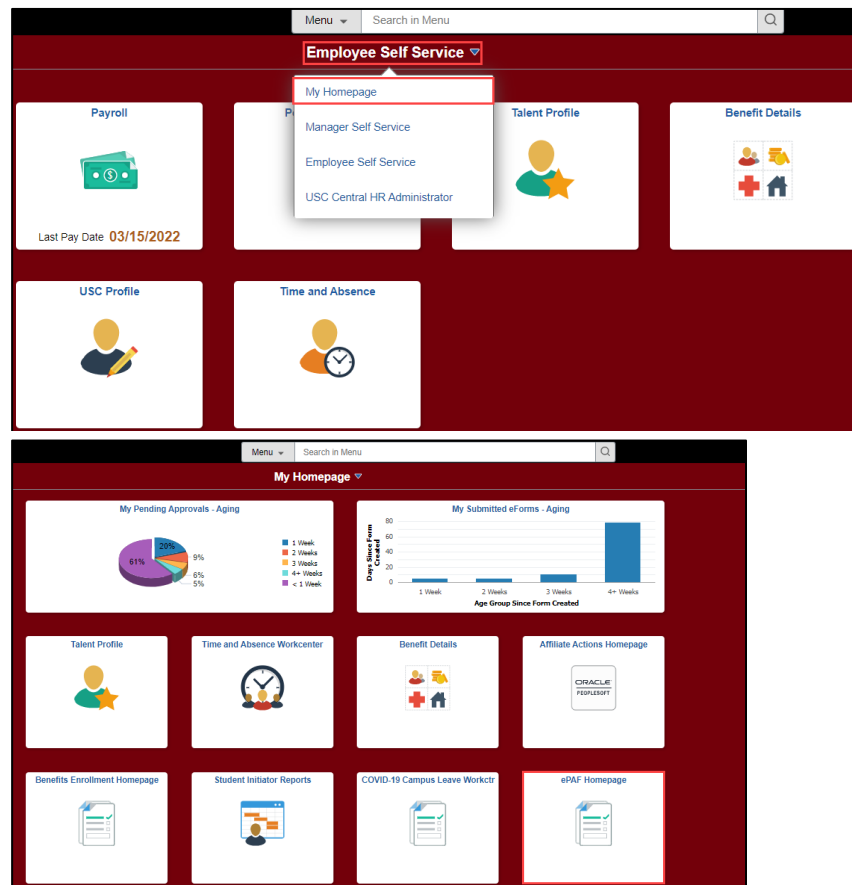 Menu
Search in Menu
Employee Self Service
My Homepage
Manager Self Service
Employee Self Service
USC Central HR Administrator
Payroll
Last Pay Date 03/15/2022
Talent Profile
Benefit Details
USC Profile
Time and Absence
Menu
Search in Menu
My Homepage
My Pending Approvals - Aging
20%
9%
6%
5%
61%
1 Week
2 Weeks
3 Weeks
4+ Weeks
< 1 Week
My Submitted eForms - Aging
Days Since Form
Created
80
60
40
20
0
1 Week
2 Weeks
3 Weeks
4+ Weeks
Age Group Since Form Created
Talent Profile
Time and Absence Workcenter
Benefit Details
Affiliate Actions Homepage
ORACLE
PEOPLESOFT
Benefits Enrollment Homepage
Student Initiator Reports
COVID-19 Campus Leave Workctr
ePAF Homepage